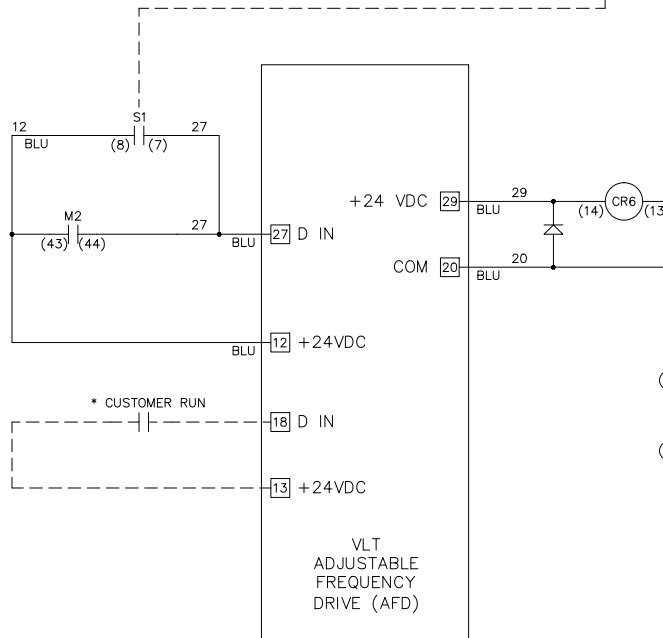 S1
12
27
BLU
(8)
(7)
M2
27
(43)
(44)
BLU
27 D IN
+24 VDC 29
29
BLU
(14)
CR6
(13
COM 20
20
BLU
BLU
12 +24VDC
* CUSTOMER RUN
18 D IN
13 +24VDC
(
(
VLT
ADJUSTABLE
FREQUENCY
DRIVE (AFD)